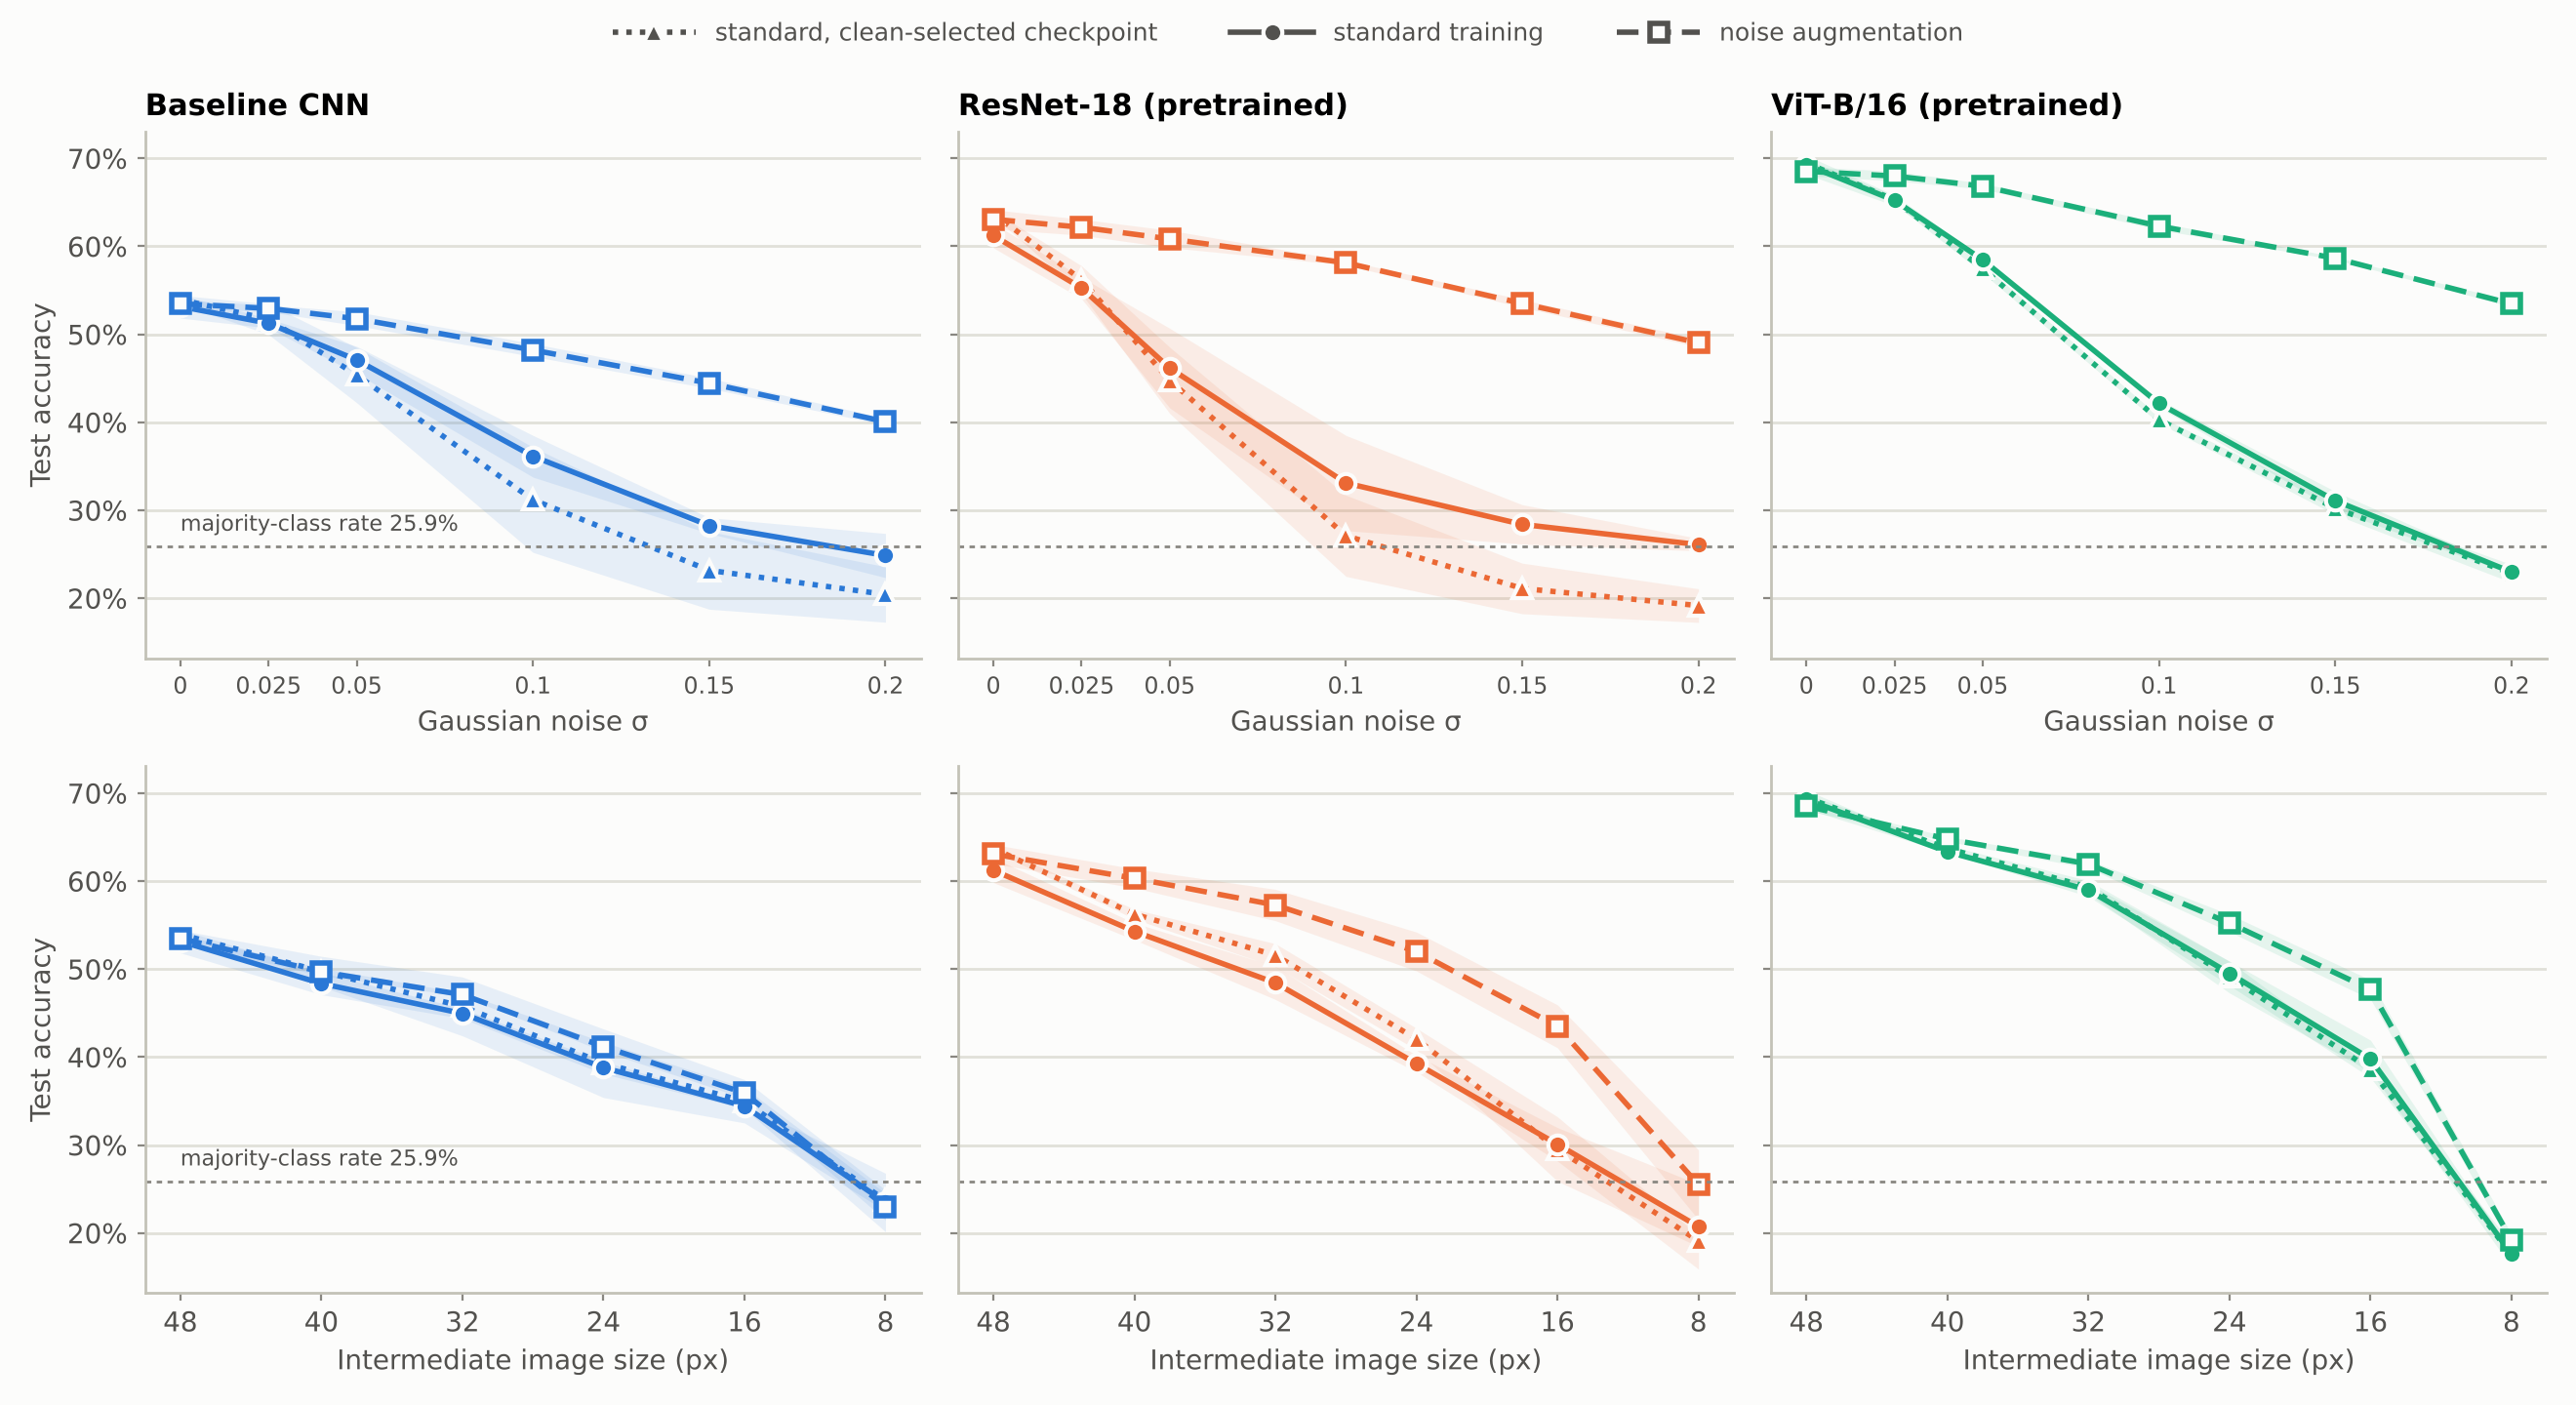 standard, clean-selected checkpoint standard training noise augmentation
Baseline CNN
Test accuracy
70%
60%
50%
40%
30%
20%
majority-class rate 25.9%
0 0.025 0.05 0.1 0.15 0.2
Gaussian noise σ
ResNet-18 (pretrained)
0 0.025 0.05 0.1 0.15 0.2
Gaussian noise σ
ViT-B/16 (pretrained)
0 0.025 0.05 0.1 0.15 0.2
Gaussian noise σ
Test accuracy
70%
60%
50%
40%
30%
20%
majority-class rate 25.9%
48 40 32 24 16 8
Intermediate image size (px)
48 40 32 24 16 8
Intermediate image size (px)
48 40 32 24 16 8
Intermediate image size (px)